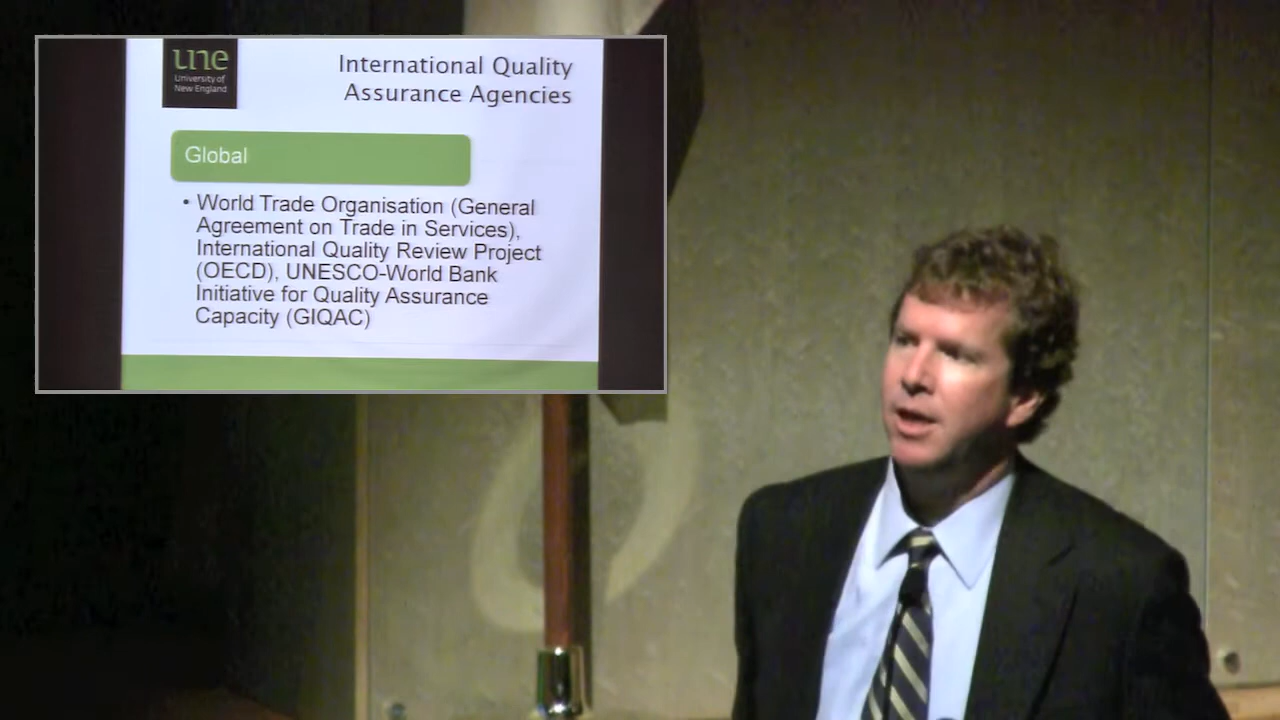 une
University of
New England
International Quality
Assurance Agencies
Global
• World Trade Organisation (General
Agreement on Trade in Services),
International Quality Review Project
(OECD), UNESCO-World Bank
Initiative for Quality Assurance
Capacity (GIQAC)